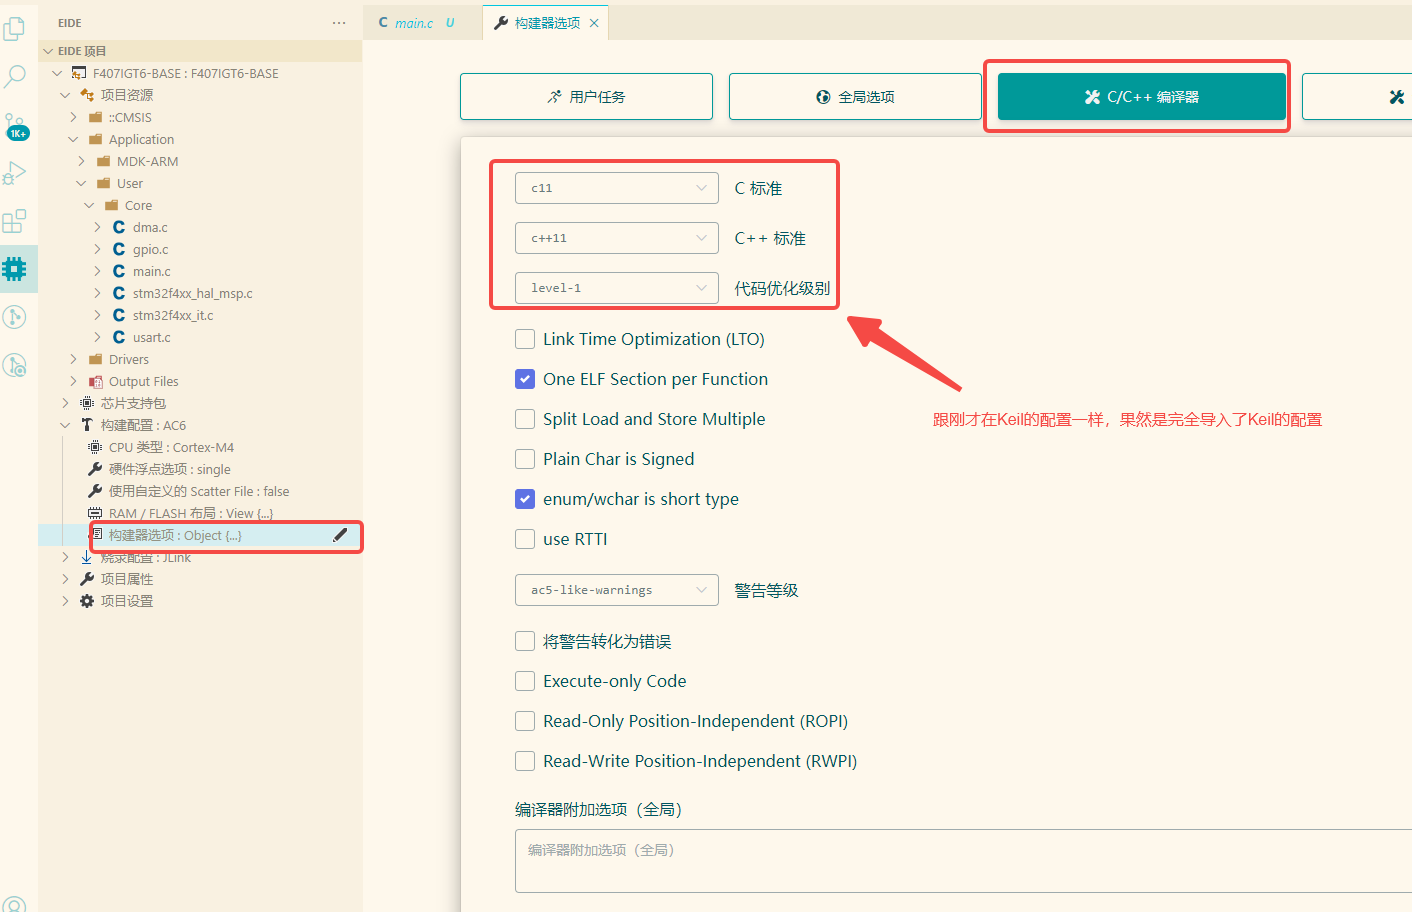 EIDE
···
EIDE 项目
F407IGT6-BASE : F407IGT6-BASE
项目资源
::CMSIS
Application
MDK-ARM
User
Core
C dma.c
C gpio.c
C main.c
C stm32f4xx_hal_msp.c
C stm32f4xx_it.c
C usart.c
Drivers
Output Files
芯片支持包
构建配置 : AC6
CPU 类型 : Cortex-M4
硬件浮点选项 : single
使用自定义的 Scatter File : false
RAM / FLASH 布局 : View {...}
构建器选项 : Object {...}
烧录配置 : JLink
项目属性
项目设置
1K+
C main.c U
构建器选项 ×
用户任务
全局选项
C/C++ 编译器
c11 C 标准
c++11 C++ 标准
level-1 代码优化级别
Link Time Optimization (LTO)
One ELF Section per Function
Split Load and Store Multiple
跟刚才在Keil的配置一样，果然是完全导入了Keil的配置
Plain Char is Signed
enum/wchar is short type
use RTTI
ac5-like-warnings 警告等级
将警告转化为错误
Execute-only Code
Read-Only Position-Independent (ROPI)
Read-Write Position-Independent (RWPI)
编译器附加选项（全局）
编译器附加选项（全局）